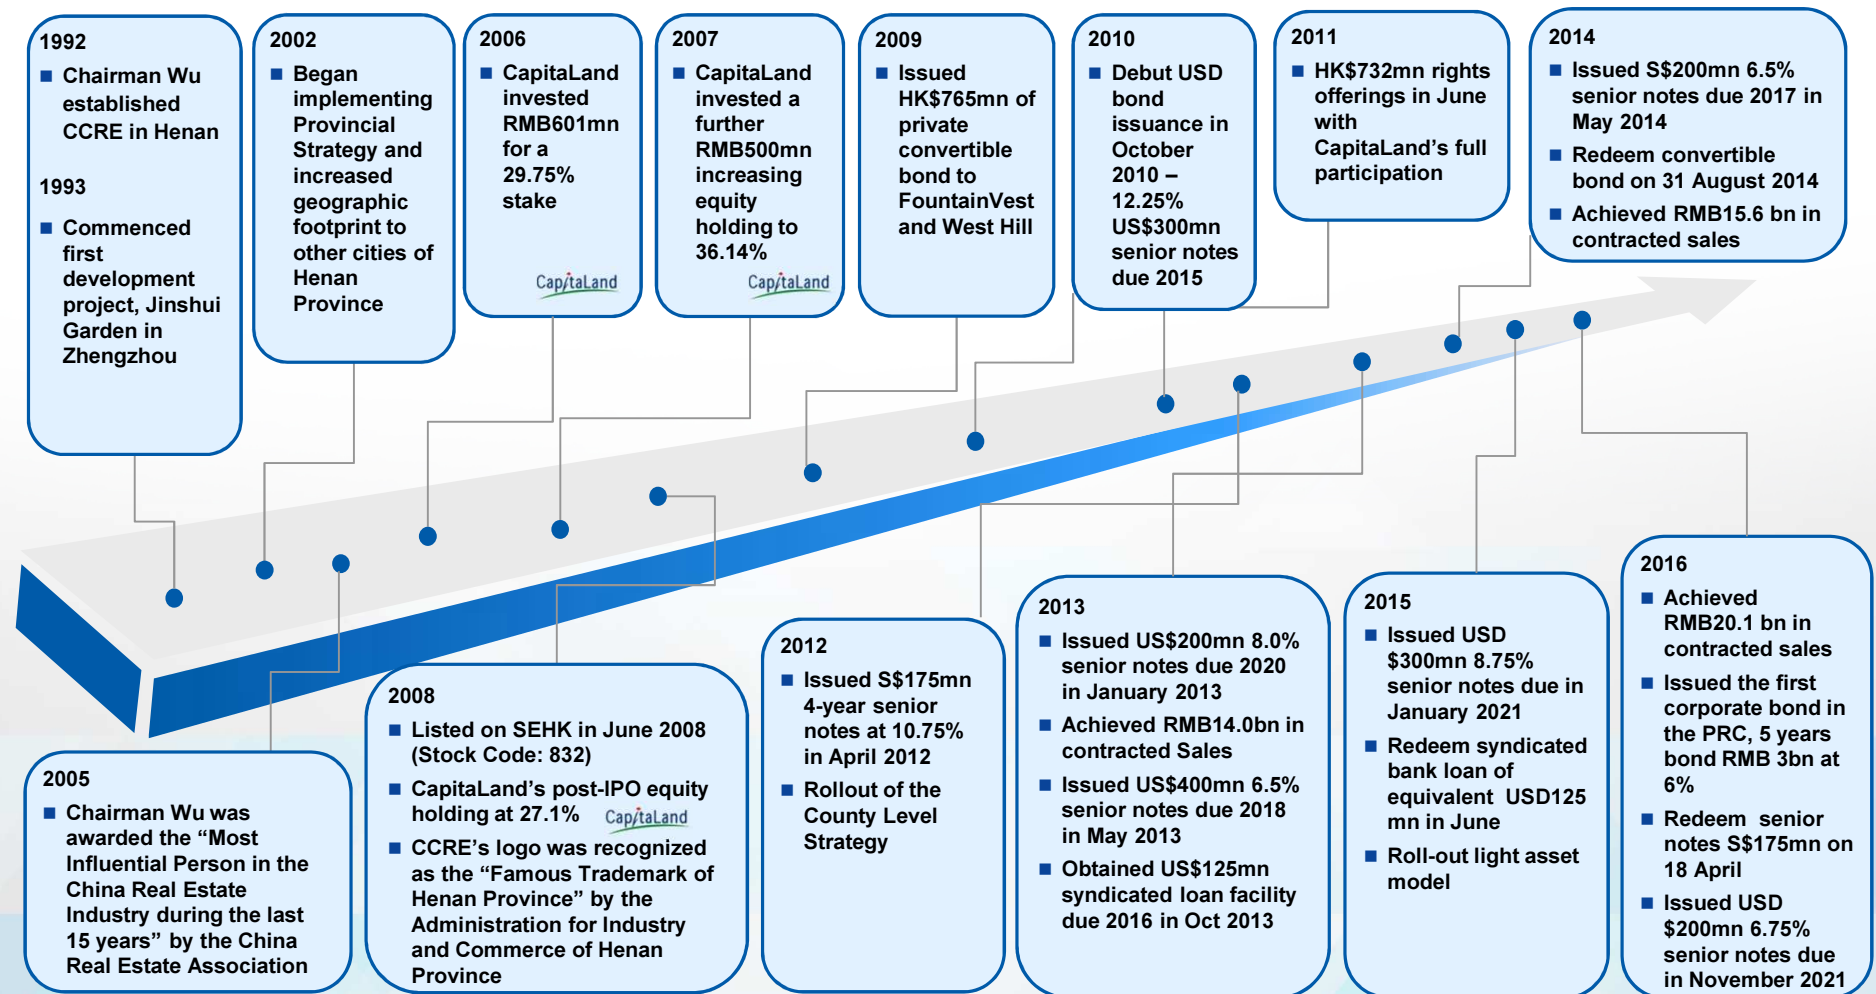 1992
■ Chairman Wu
established
CCRE in Henan
1993
■ Commenced
first
development
project, Jinshui
Garden in
Zhengzhou
2002
■ Began
implementing
Provincial
Strategy and
increased
geographic
footprint to
other cities of
Henan
Province
2006
■ CapitaLand
invested
RMB601mn
for a
29.75%
stake
CapitaLand
2007
■ CapitaLand
invested a
further
RMB500mn
increasing
equity
holding to
36.14%
CapitaLand
2009
■ Issued
HK$765mn of
private
convertible
bond to
FountainVest
and West Hill
2010
■ Debut USD
bond
issuance in
October
2010 –
12.25%
US$300mn
senior notes
due 2015
2011
■ HK$732mn rights
offerings in June
with
CapitaLand’s full
participation
2014
■ Issued S$200mn 6.5%
senior notes due 2017 in
May 2014
■ Redeem convertible
bond on 31 August 2014
■ Achieved RMB15.6 bn in
contracted sales
2005
■ Chairman Wu was
awarded the “Most
Influential Person in the
China Real Estate
Industry during the last
15 years” by the China
Real Estate Association
2008
■ Listed on SEHK in June 2008
(Stock Code: 832)
■ CapitaLand’s post-IPO equity
holding at 27.1% CapitaLand
■ CCRE’s logo was recognized
as the “Famous Trademark of
Henan Province” by the
Administration for Industry
and Commerce of Henan
Province
2012
■ Issued S$175mn
4-year senior
notes at 10.75%
in April 2012
■ Rollout of the
County Level
Strategy
2013
■ Issued US$200mn 8.0%
senior notes due 2020
in January 2013
■ Achieved RMB14.0bn in
contracted Sales
■ Issued US$400mn 6.5%
senior notes due 2018
in May 2013
■ Obtained US$125mn
syndicated loan facility
due 2016 in Oct 2013
2015
■ Issued USD
$300mn 8.75%
senior notes due in
January 2021
■ Redeem syndicated
bank loan of
equivalent USD125
mn in June
■ Roll-out light asset
model
2016
■ Achieved
RMB20.1 bn in
contracted sales
■ Issued the first
corporate bond in
the PRC, 5 years
bond RMB 3bn at
6%
■ Redeem senior
notes S$175mn on
18 April
■ Issued USD
$200mn 6.75%
senior notes due
in November 2021